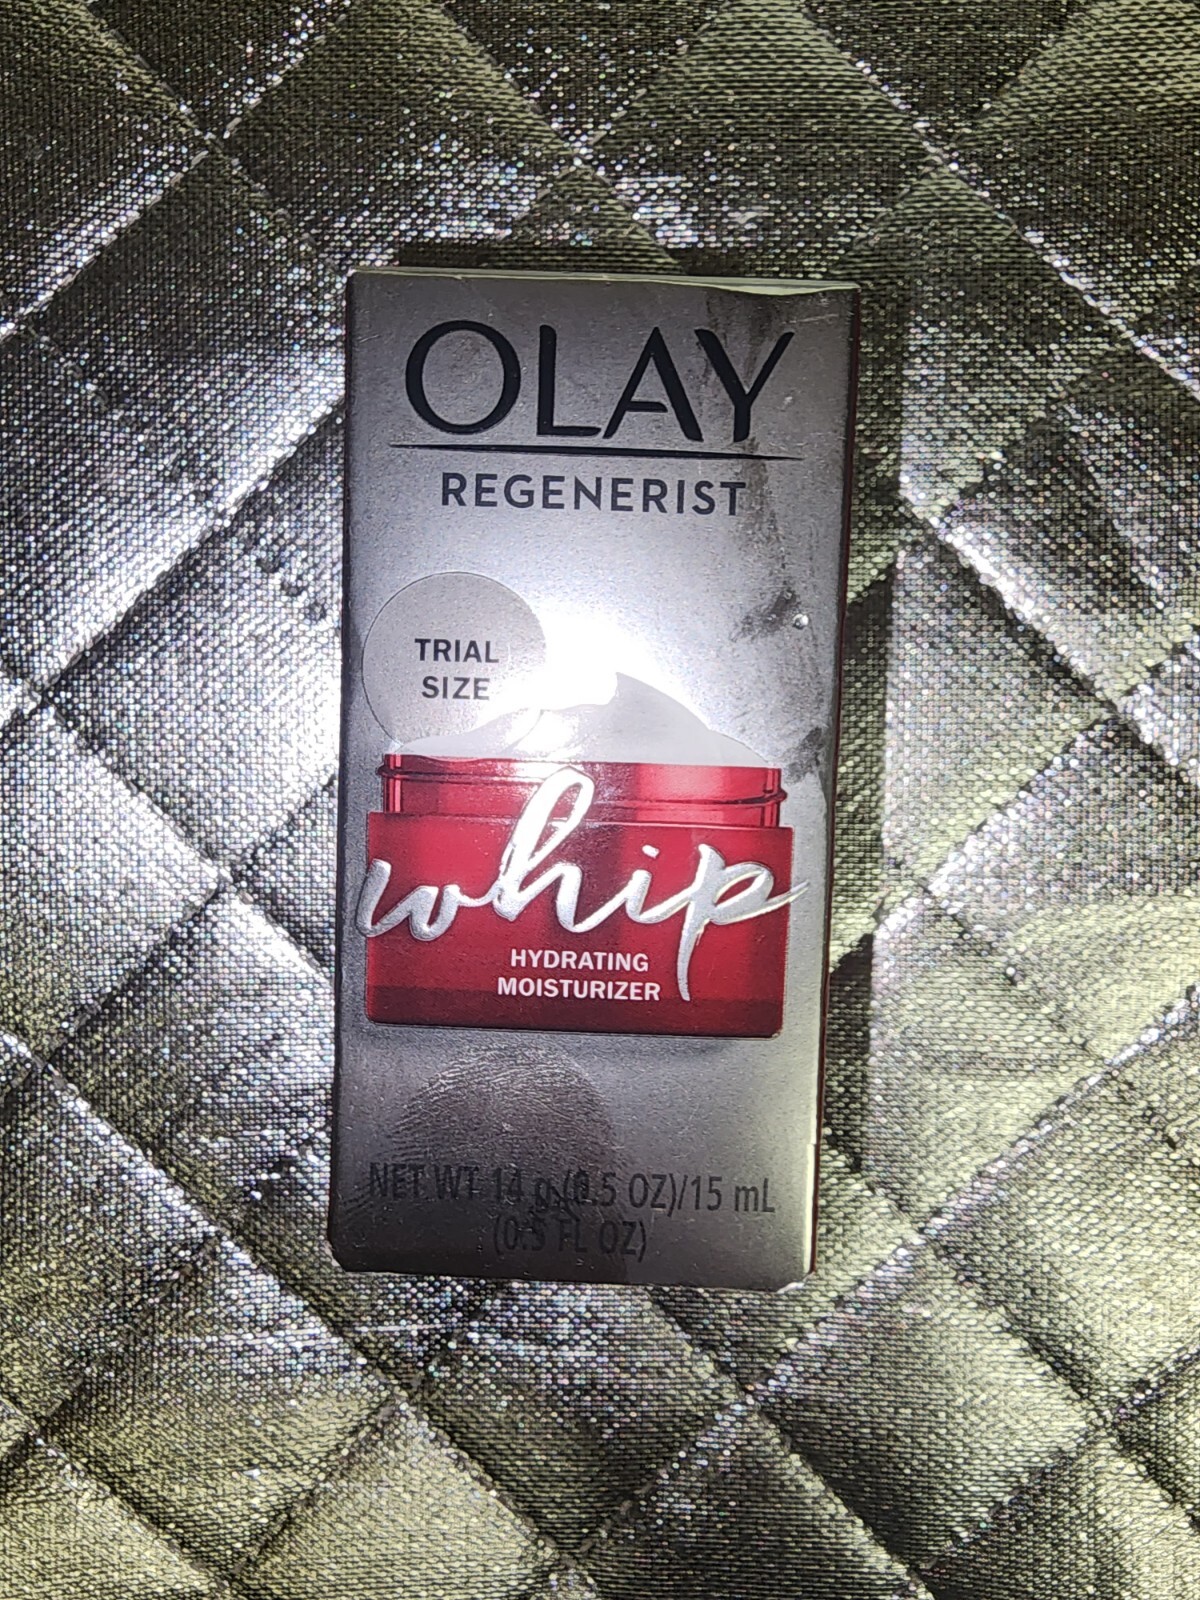 OLAY
REGENERIST
TRIAL
SIZE
whip
HYDRATING
MOISTURIZER
NET WT 14 g (0.5 OZ)/15 mL
(0.5 FL OZ)